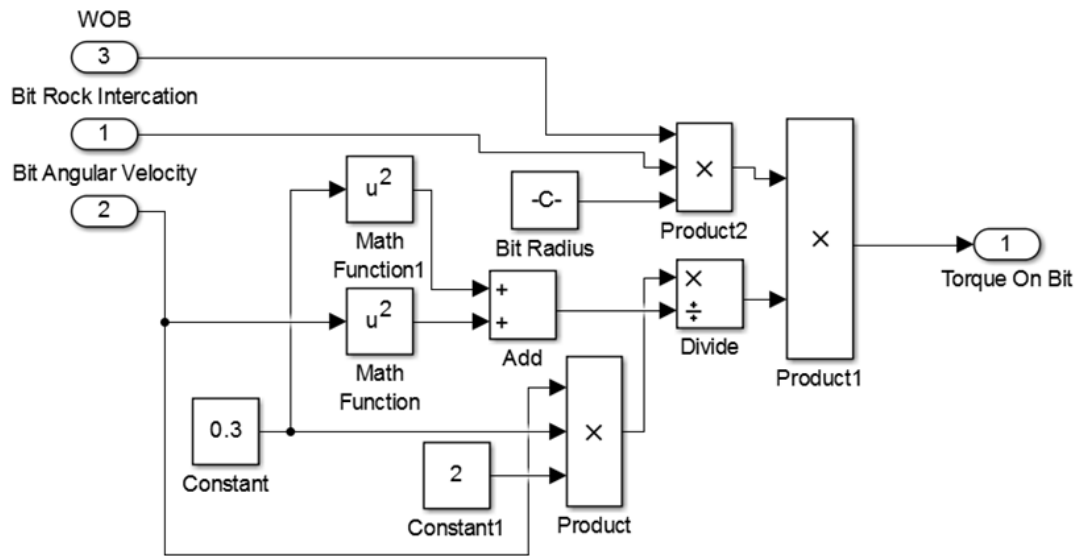 WOB
3
Bit Rock Intercation
1
Bit Angular Velocity
2
u²
Math
Function1
u²
Math
Function
-C-
Bit Radius
×
Product2
+
+
Add
×
÷
Divide
×
Product1
1
Torque On Bit
0.3
Constant
2
Constant1
×
Product